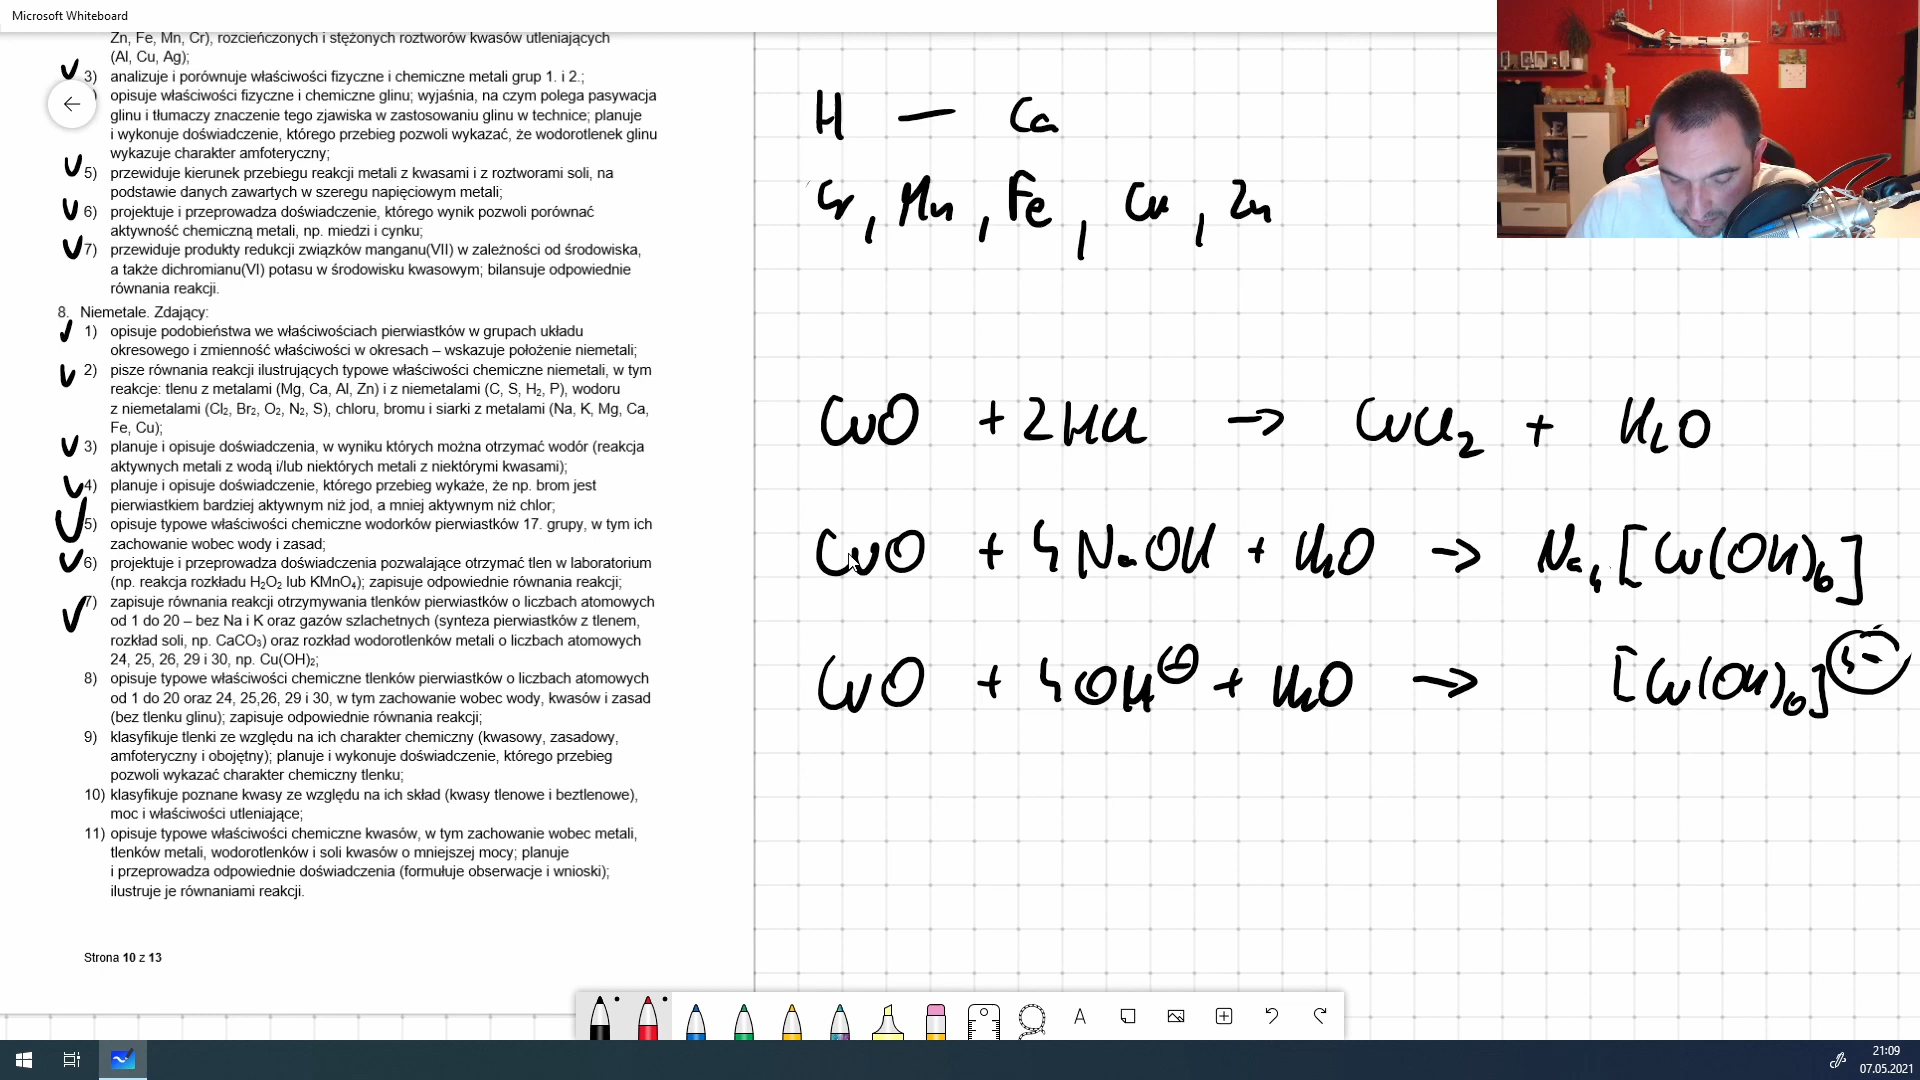 Microsoft Whiteboard
Zn, Fe, Mn, Cr), rozcieńczonych i stężonych roztworów kwasów utleniających
(Al, Cu, Ag);
3) analizuje i porównuje właściwości fizyczne i chemiczne metali grup 1. i 2.;
opisuje właściwości fizyczne i chemiczne glinu; wyjaśnia, na czym polega pasywacja
glinu i tłumaczy znaczenie tego zjawiska w zastosowaniu glinu w technice; planuje
i wykonuje doświadczenie, którego przebieg pozwoli wykazać, że wodorotlenek glinu
wykazuje charakter amfoteryczny;
5) przewiduje kierunek przebiegu reakcji metali z kwasami i z roztworami soli, na
podstawie danych zawartych w szeregu napięciowym metali;
6) projektuje i przeprowadza doświadczenie, którego wynik pozwoli porównać
aktywność chemiczną metali, np. miedzi i cynku;
7) przewiduje produkty redukcji związków manganu(VII) w zależności od środowiska,
a także dichromianu(VI) potasu w środowisku kwasowym; bilansuje odpowiednie
równania reakcji.
8. Niemetale. Zdający:
1) opisuje podobieństwa we właściwościach pierwiastków w grupach układu
okresowego i zmienność właściwości w okresach – wskazuje położenie niemetali;
2) pisze równania reakcji ilustrujących typowe właściwości chemiczne niemetali, w tym
reakcje: tlenu z metalami (Mg, Ca, Al, Zn) i z niemetalami (C, S, H₂, P), wodoru
z niemetalami (Cl₂, Br₂, O₂, N₂, S), chloru, bromu i siarki z metalami (Na, K, Mg, Ca,
Fe, Cu);
3) planuje i opisuje doświadczenia, w wyniku których można otrzymać wodór (reakcja
aktywnych metali z wodą i/lub niektórych metali z niektórymi kwasami);
4) planuje i opisuje doświadczenie, którego przebieg wykaże, że np. brom jest
pierwiastkiem bardziej aktywnym niż jod, a mniej aktywnym niż chlor;
5) opisuje typowe właściwości chemiczne wodorków pierwiastków 17. grupy, w tym ich
zachowanie wobec wody i zasad;
6) projektuje i przeprowadza doświadczenia pozwalające otrzymać tlen w laboratorium
(np. reakcja rozkładu H₂O₂ lub KMnO₄); zapisuje odpowiednie równania reakcji;
7) zapisuje równania reakcji otrzymywania tlenków pierwiastków o liczbach atomowych
od 1 do 20 – bez Na i K oraz gazów szlachetnych (synteza pierwiastków z tlenem,
rozkład soli, np. CaCO₃) oraz rozkład wodorotlenków metali o liczbach atomowych
24, 25, 26, 29 i 30, np. Cu(OH)₂;
8) opisuje typowe właściwości chemiczne tlenków pierwiastków o liczbach atomowych
od 1 do 20 oraz 24, 25,26, 29 i 30, w tym zachowanie wobec wody, kwasów i zasad
(bez tlenku glinu); zapisuje odpowiednie równania reakcji;
9) klasyfikuje tlenki ze względu na ich charakter chemiczny (kwasowy, zasadowy,
amfoteryczny i obojętny); planuje i wykonuje doświadczenie, którego przebieg
pozwoli wykazać charakter chemiczny tlenku;
10) klasyfikuje poznane kwasy ze względu na ich skład (kwasy tlenowe i beztlenowe),
moc i właściwości utleniające;
11) opisuje typowe właściwości chemiczne kwasów, w tym zachowanie wobec metali,
tlenków metali, wodorotlenków i soli kwasów o mniejszej mocy; planuje
i przeprowadza odpowiednie doświadczenia (formułuje obserwacje i wnioski);
ilustruje je równaniami reakcji.
Strona 10 z 13
H — Ca
Cr, Mn, Fe, Cu, Zn
CuO + 2HCl → CuCl₂ + H₂O
CuO + 4NaOH + H₂O → Na₄[Cu(OH)₆]
CuO + 4OH⊖ + H₂O → [Cu(OH)₆]⁴⁻
21:09
07.05.2021